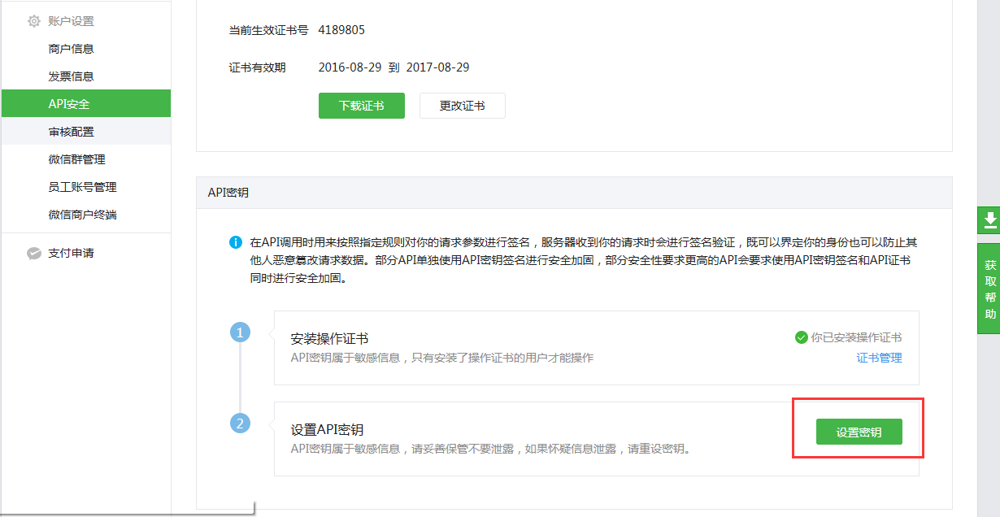 账户设置
商户信息
发票信息
API安全
审核配置
微信群管理
员工账号管理
微信商户终端
支付申请
当前生效证书号 4189805
证书有效期 2016-08-29 到 2017-08-29
下载证书 更改证书
API密钥
在API调用时用来按照指定规则对你的请求参数进行签名，服务器收到你的请求时会进行签名验证，既可以界定你的身份也可以防止其
他人恶意篡改请求数据。部分API单独使用API密钥签名进行安全加固，部分安全性要求更高的API会要求使用API密钥签名和API证书
同时进行安全加固。
1
安装操作证书
API密钥属于敏感信息，只有安装了操作证书的用户才能操作
你已安装操作证书
证书管理
2
设置API密钥
API密钥属于敏感信息，请妥善保管不要泄露，如果怀疑信息泄露，请重设密钥。
设置密钥
获取帮助